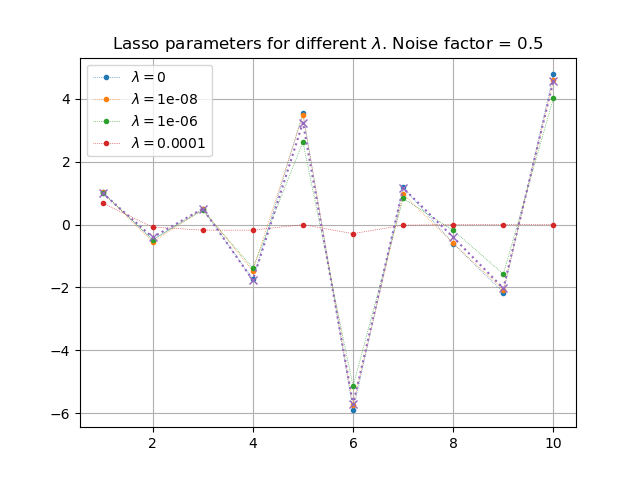 Lasso parameters for different λ. Noise factor = 0.5
λ = 0
λ = 1e-08
λ = 1e-06
λ = 0.0001
4
2
0
−2
−4
−6
2 4 6 8 10